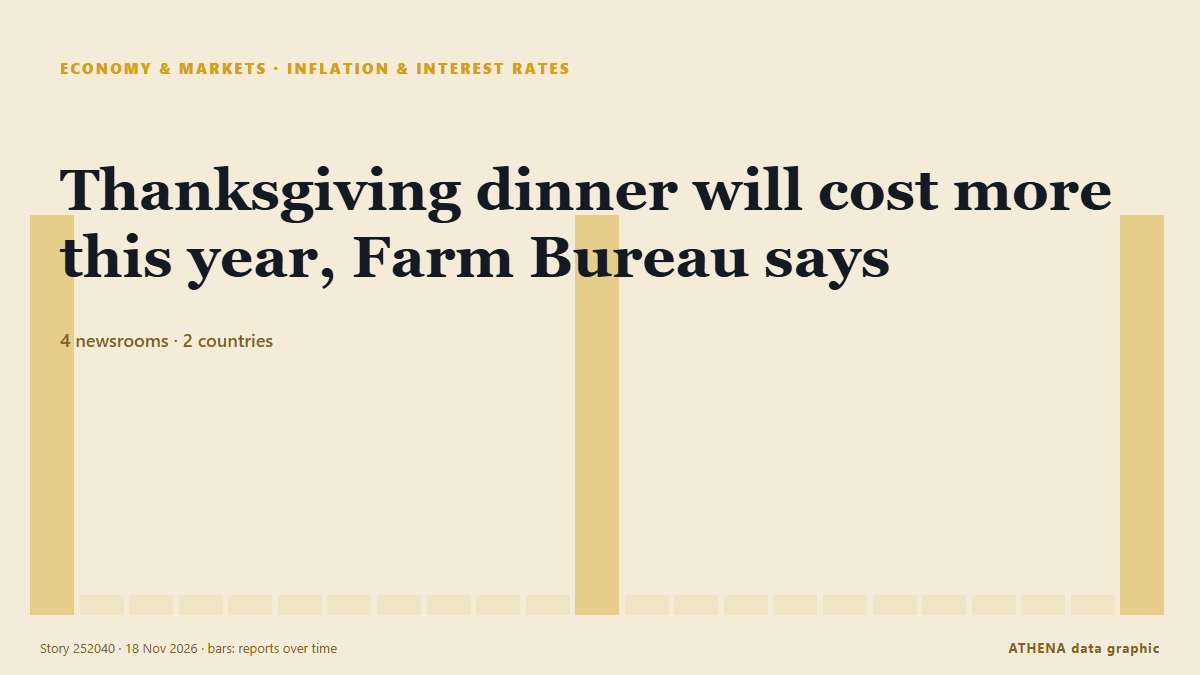 ECONOMY & MARKETS · INFLATION & INTEREST RATES
Thanksgiving dinner will cost more
this year, Farm Bureau says
4 newsrooms · 2 countries
Story 252040 · 18 Nov 2026 · bars: reports over time
ATHENA data graphic